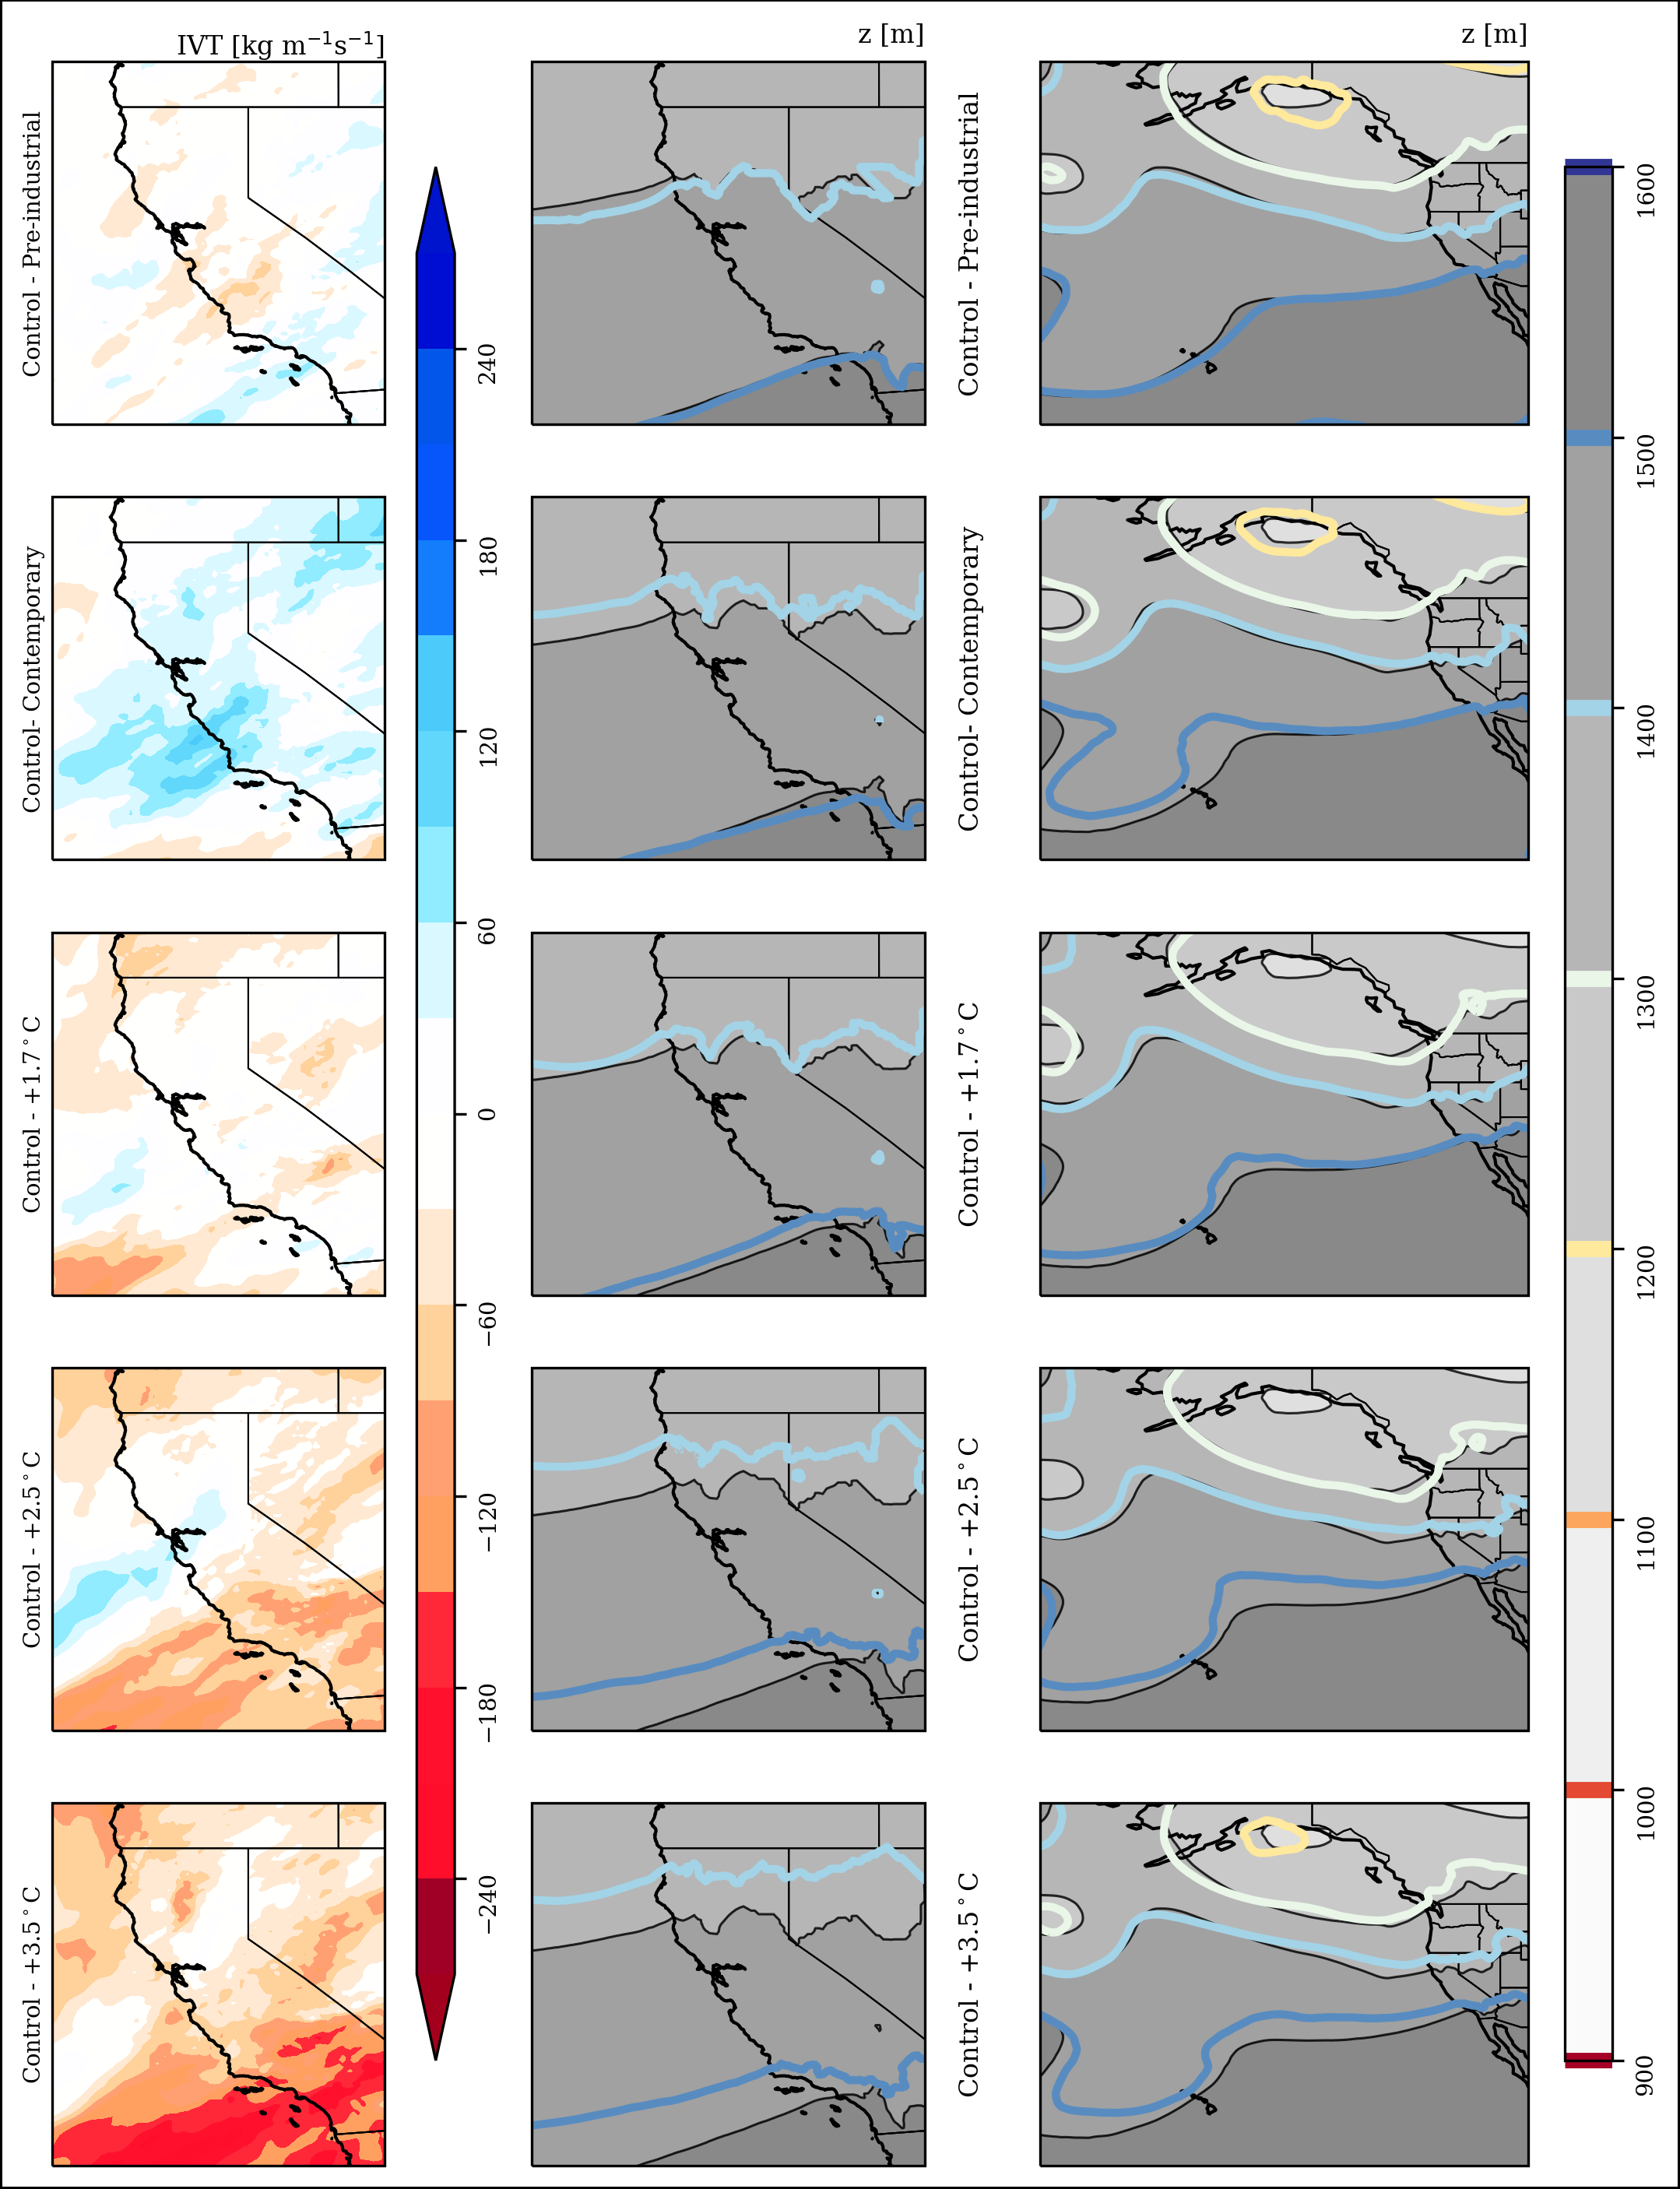 Control - +3.5°C
Control - +2.5°C
Control - +1.7°C
Control- Contemporary
Control - Pre-industrial
IVT [kg m⁻¹s⁻¹]
−240
−180
−120
−60
0
60
120
180
240
z [m]
Control - +3.5°C
Control - +2.5°C
Control - +1.7°C
Control- Contemporary
Control - Pre-industrial
z [m]
900
1000
1100
1200
1300
1400
1500
1600